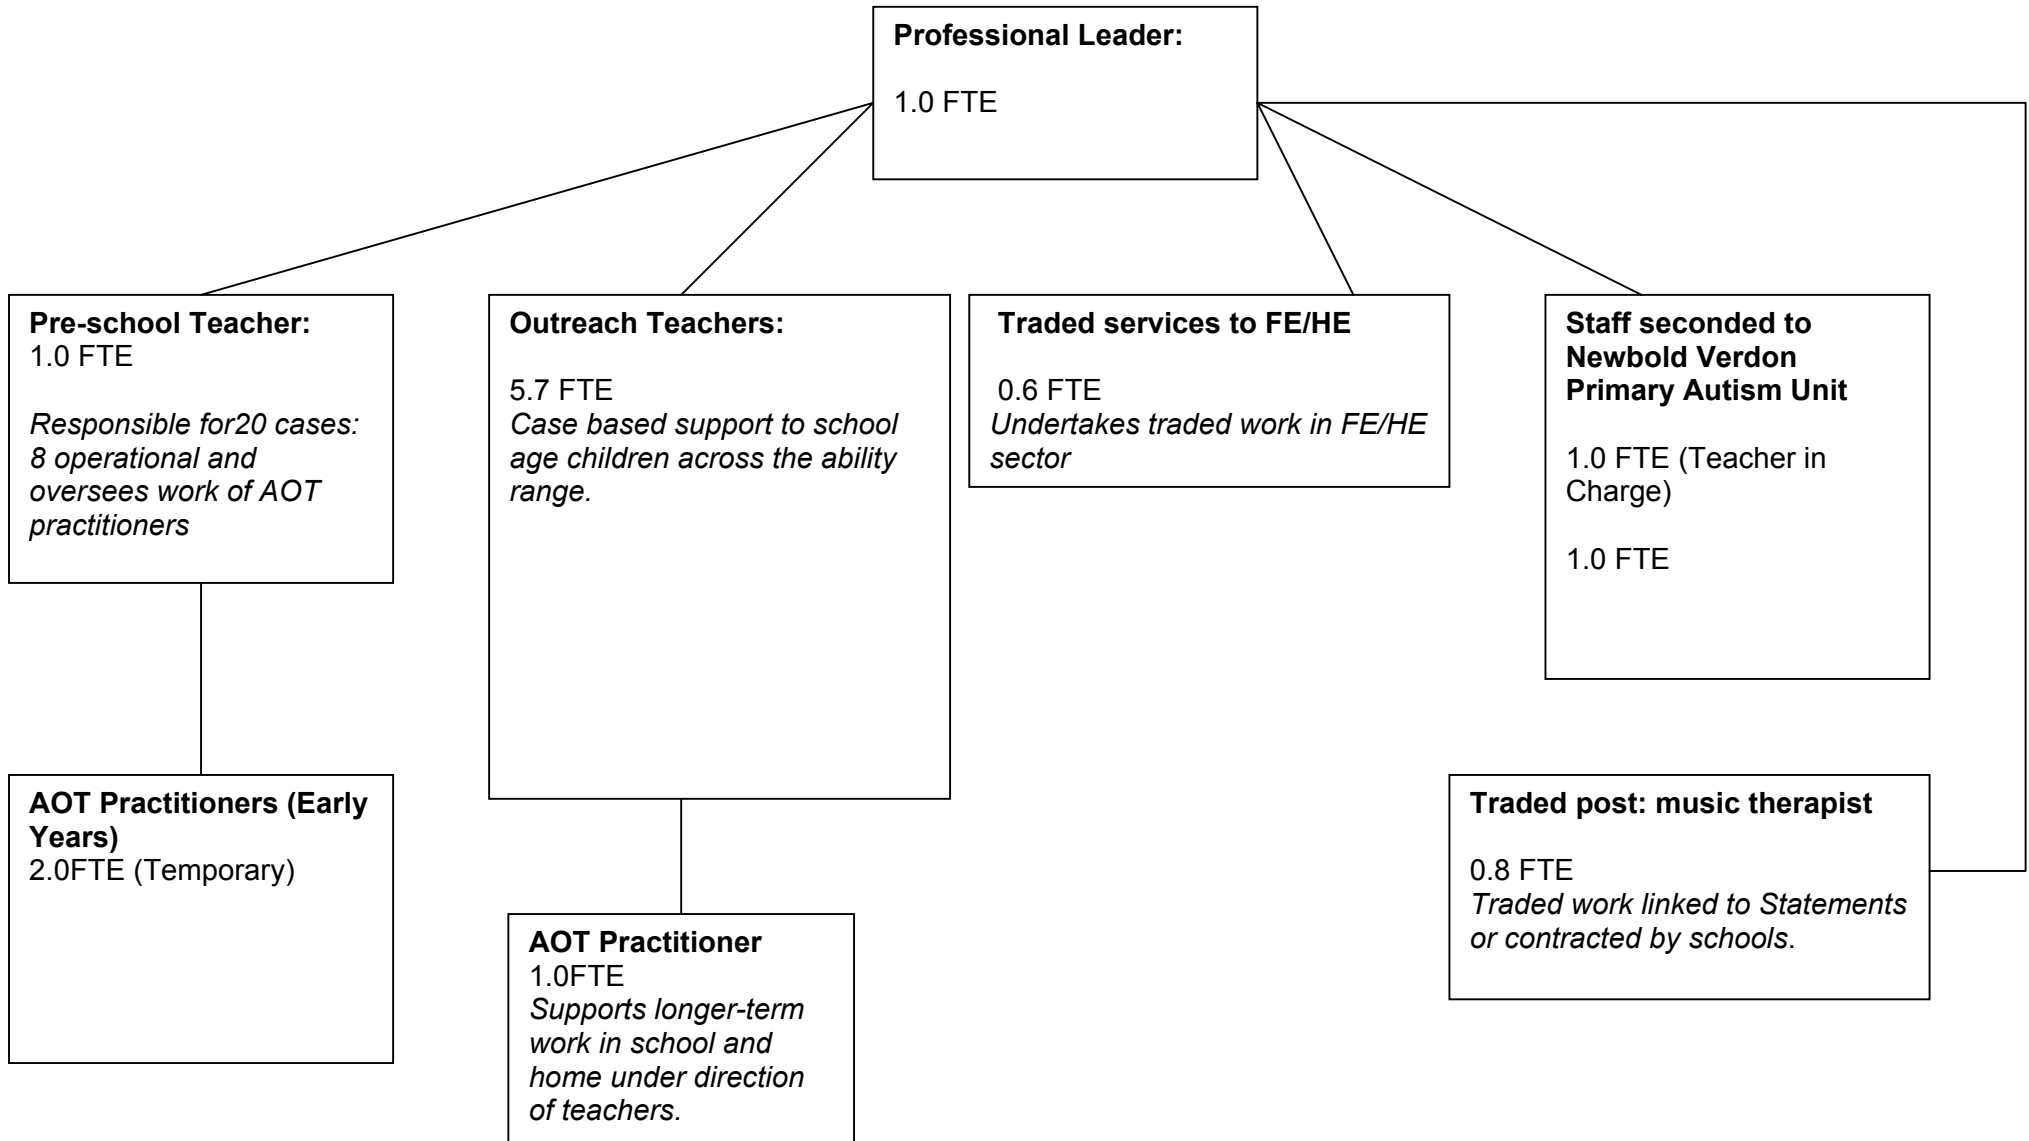 Professional Leader:
1.0 FTE
Pre-school Teacher:
1.0 FTE
Responsible for20 cases:
8 operational and
oversees work of AOT
practitioners
Outreach Teachers:
5.7 FTE
Case based support to school
age children across the ability
range.
Traded services to FE/HE
0.6 FTE
Undertakes traded work in FE/HE
sector
Staff seconded to
Newbold Verdon
Primary Autism Unit
1.0 FTE (Teacher in
Charge)
1.0 FTE
AOT Practitioners (Early
Years)
2.0FTE (Temporary)
AOT Practitioner
1.0FTE
Supports longer-term
work in school and
home under direction
of teachers.
Traded post: music therapist
0.8 FTE
Traded work linked to Statements
or contracted by schools.